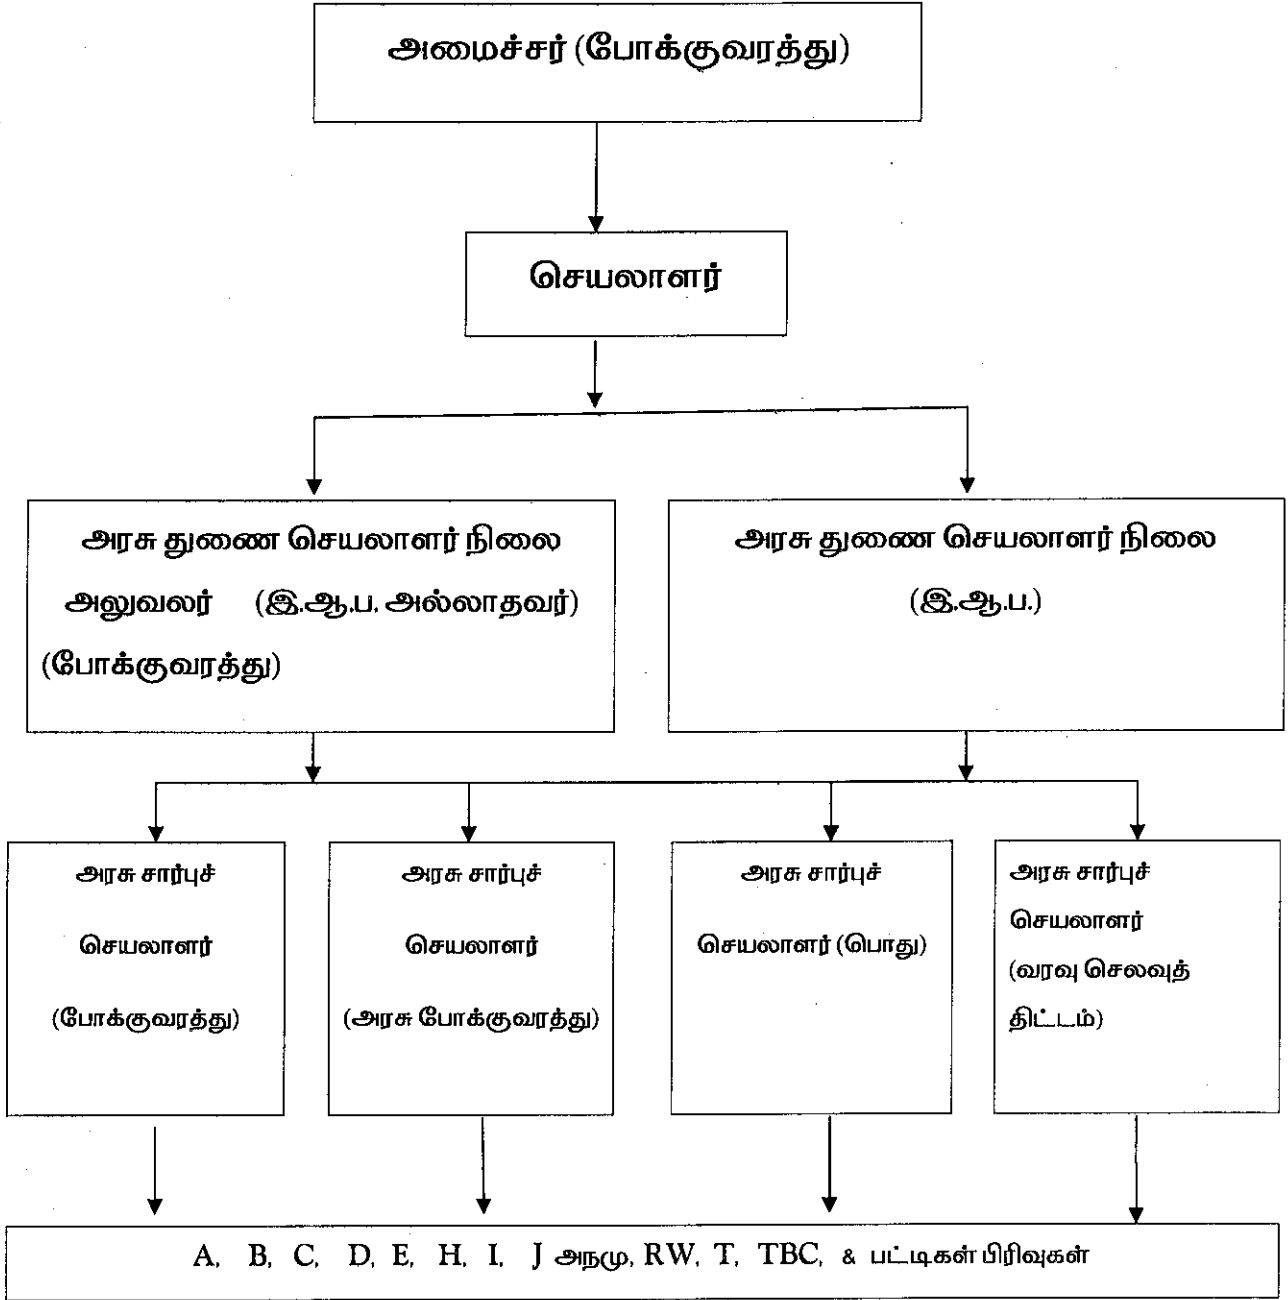 அமைச்சர் (போக்குவரத்து)
செயலாளர்
அரசு துணை செயலாளர் நிலை
அலுவலர் (இ.ஆ.ப. அல்லாதவர்)
(போக்குவரத்து)
அரசு துணை செயலாளர் நிலை
(இ.ஆ.ப.)
அரசு சார்புச்
செயலாளர்
(போக்குவரத்து)
அரசு சார்புச்
செயலாளர்
(அரசு போக்குவரத்து)
அரசு சார்புச்
செயலாளர் (பொது)
அரசு சார்புச்
செயலாளர்
(வரவு செலவுத்
திட்டம்)
A, B, C, D, E, H, I, J அநமு, RW, T, TBC, & பட்டிகள் பிரிவுகள்